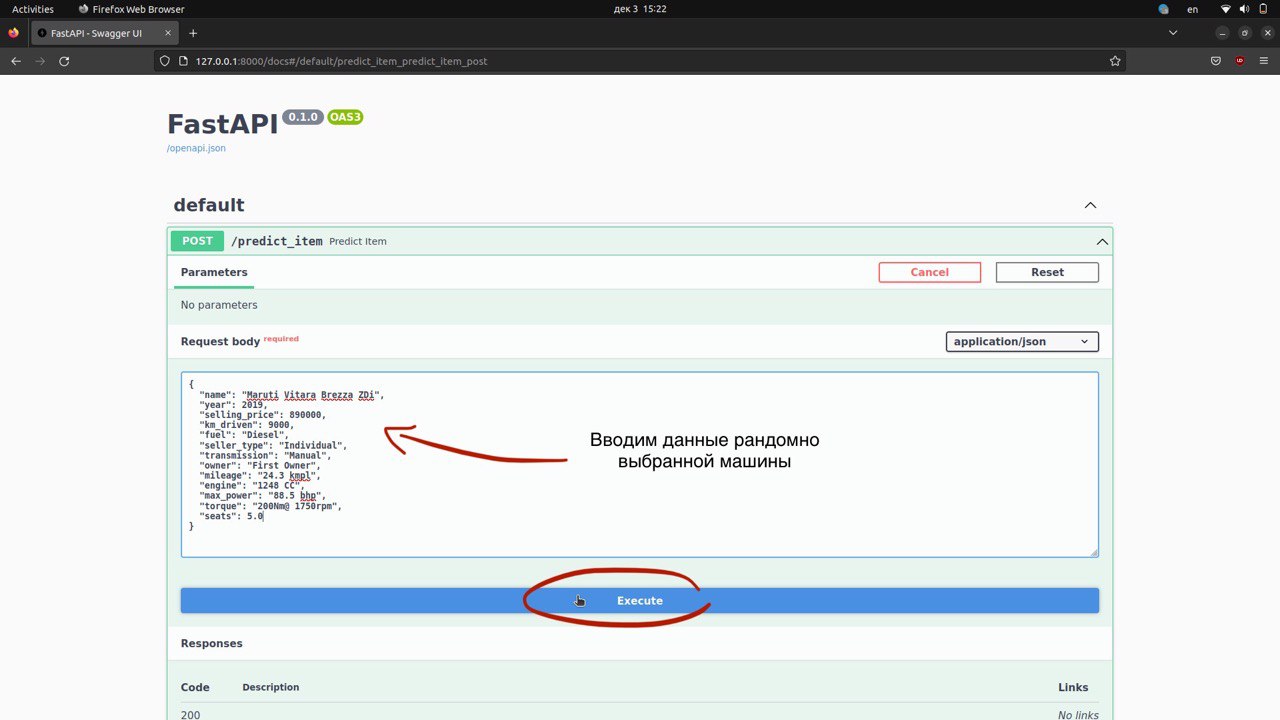 Activities Firefox Web Browser дек 3 15:22 en
FastAPI - Swagger UI
127.0.0.1:8000/docs#/default/predict_item_predict_item_post
FastAPI 0.1.0 OAS3
/openapi.json
default
POST /predict_item Predict Item
Parameters Cancel Reset
No parameters
Request body required application/json
{
"name": "Maruti Vitara Brezza ZDi",
"year": 2019,
"selling_price": 890000,
"km_driven": 9000,
"fuel": "Diesel",
"seller_type": "Individual",
"transmission": "Manual",
"owner": "First Owner",
"mileage": "24.3 kmpl",
"engine": "1248 CC",
"max_power": "88.5 bhp",
"torque": "200Nm@ 1750rpm",
"seats": 5.0
}
Вводим данные рандомно
выбранной машины
Execute
Responses
Code Description Links
200 No links